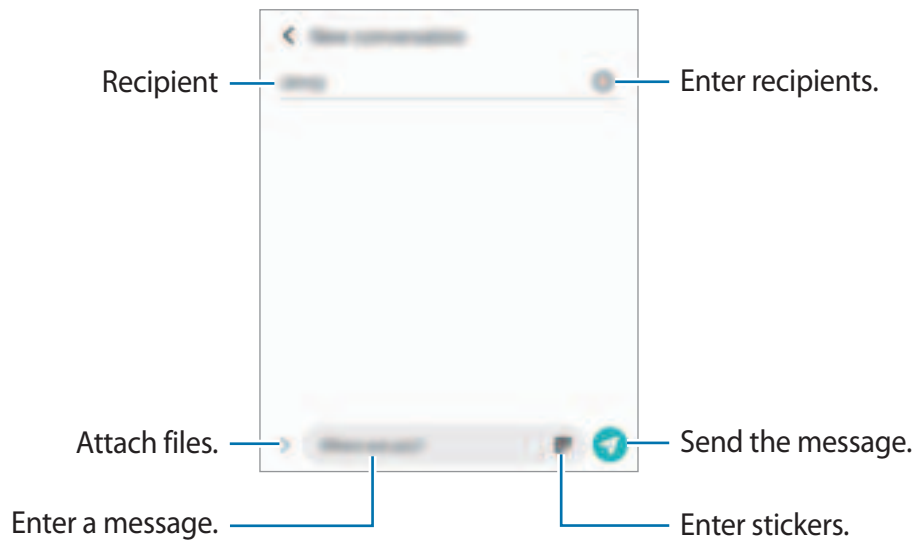 Recipient
Enter recipients.
Attach files.
Send the message.
Enter a message.
Enter stickers.